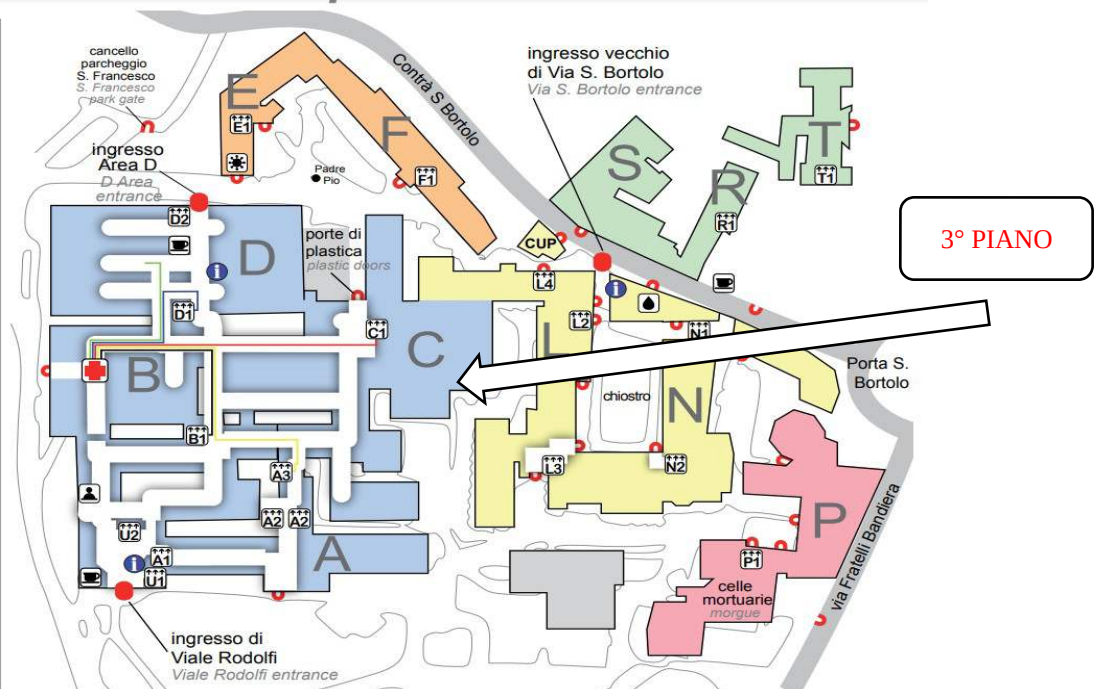 cancello
parcheggio
S. Francesco
S. Francesco
park gate
ingresso
Area D
D Area
entrance
E
E1
F
F1
Padre
Pio
Contrà S Bortolo
ingresso vecchio
di Via S. Bortolo
Via S. Bortolo entrance
S
R
R1
T
T1
3° PIANO
D2
D
i
D1
porte di
plastica
plastic doors
C1
C
CUP
L4
L2
L
i
N1
chiostro
N
Porta S.
Bortolo
B
B1
L3
N2
A3
A2
A2
U2
i
A1
U1
A
P
P1
celle
mortuarie
morgue
via Fratelli Bandiera
ingresso di
Viale Rodolfi
Viale Rodolfi entrance